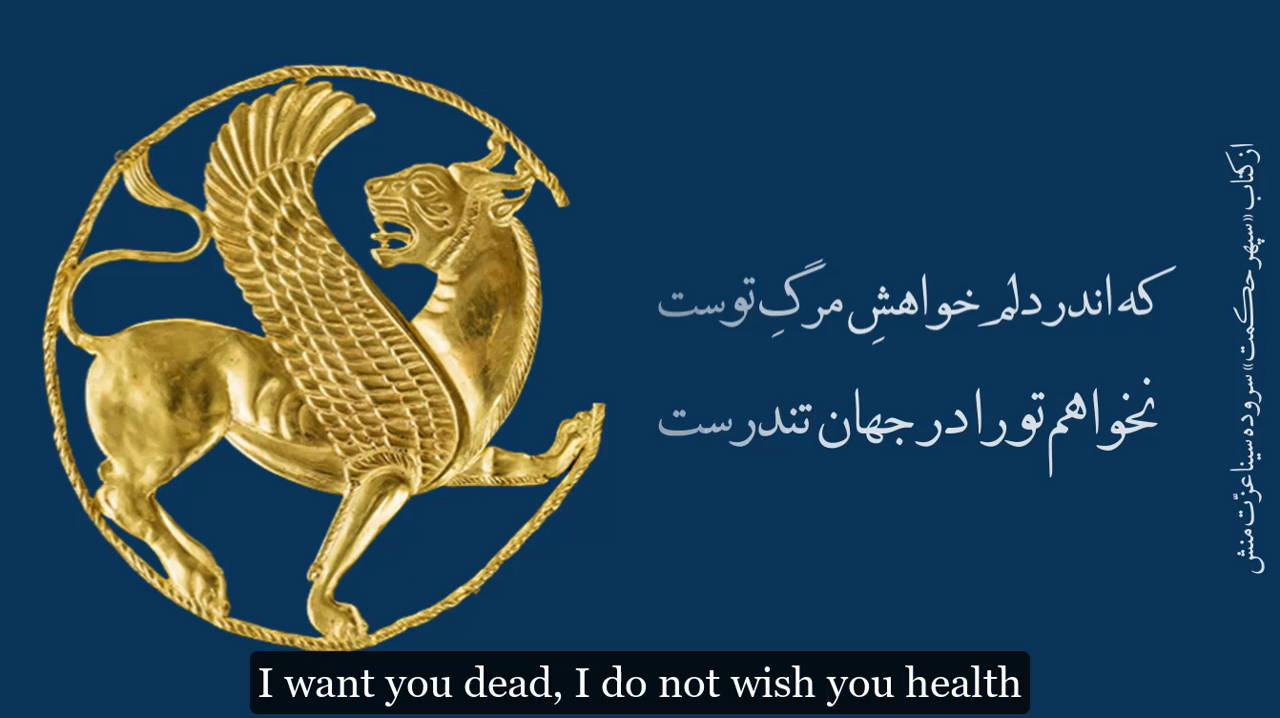 که اندر دلم خواهشِ مرگِ توست
نخواهم تو را در جهان تندرست
از کتاب «سپهر حکمت» سروده سینا عزّت منش
I want you dead, I do not wish you health